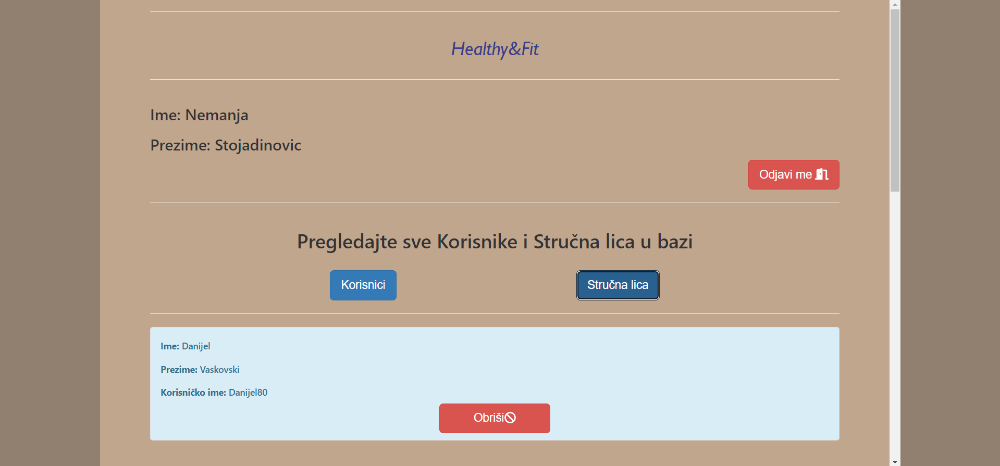 Healthy&Fit
Ime: Nemanja
Prezime: Stojadinovic
Odjavi me
Pregledajte sve Korisnike i Stručna lica u bazi
Korisnici
Stručna lica
Ime: Danijel
Prezime: Vaskovski
Korisničko ime: Danijel80
Obriši